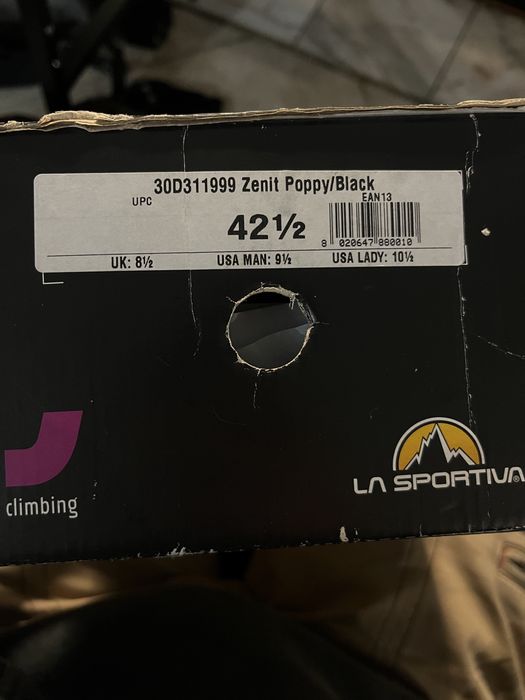 30D311999 Zenit Poppy/Black
UPC
EAN13
42½
8 020647 880010
UK: 8½ USA MAN: 9½ USA LADY: 10½
climbing
LA SPORTIVA®